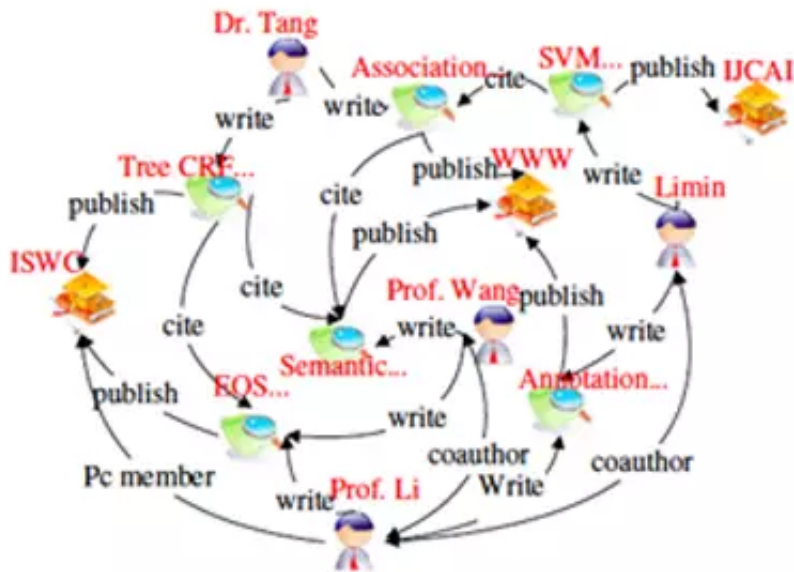 Dr. Tang
Association...
SVM...
cite
publish
IJCAI
write
write
Tree CRF...
publish
WWW
write
Limin
publish
cite
publish
ISWC
cite
Prof. Wang
publish
cite
write
write
Semantic...
Annotation...
EOS...
publish
write
coauthor
coauthor
Pc member
Write
write
Prof. Li